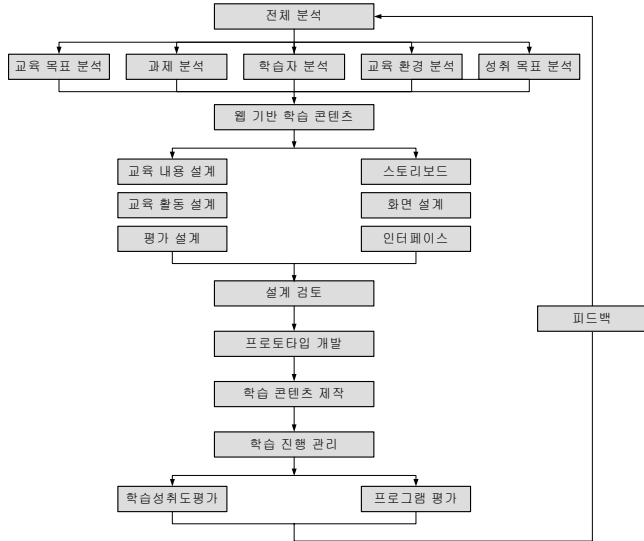 전체 분석
교육 목표 분석
과제 분석
학습자 분석
교육 환경 분석
성취 목표 분석
웹 기반 학습 콘텐츠
교육 내용 설계
스토리보드
교육 활동 설계
화면 설계
평가 설계
인터페이스
설계 검토
피드백
프로토타입 개발
학습 콘텐츠 제작
학습 진행 관리
학습성취도평가
프로그램 평가